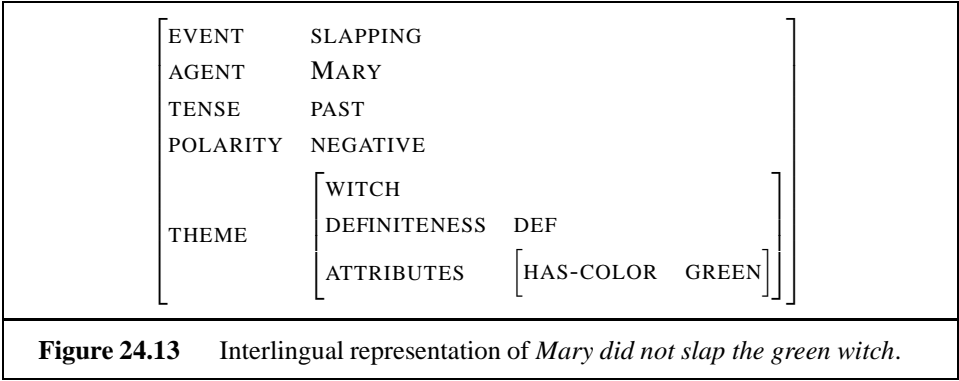 EVENT SLAPPING
AGENT MARY
TENSE PAST
POLARITY NEGATIVE
THEME
WITCH
DEFINITENESS DEF
ATTRIBUTES HAS-COLOR GREEN
Figure 24.13 Interlingual representation of Mary did not slap the green witch.